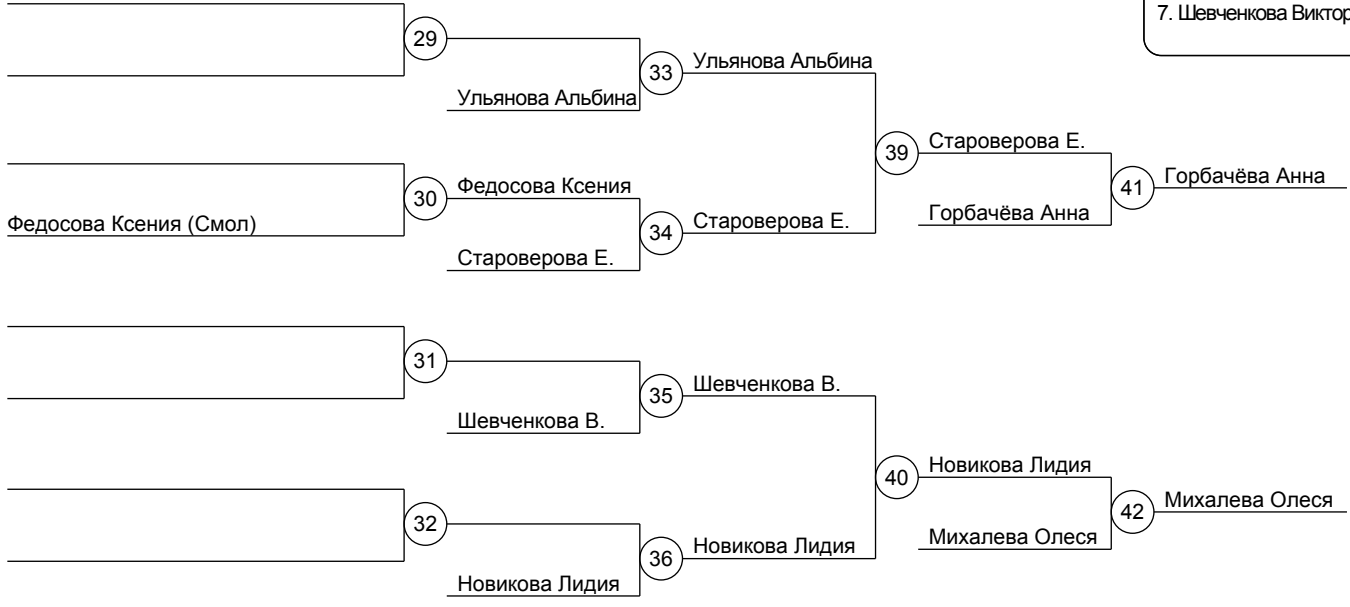 7. Шевченкова Виктор
29
33
Ульянова Альбина
Ульянова Альбина
39
Староверова Е.
30
Федосова Ксения
41
Горбачёва Анна
Федосова Ксения (Смол)
34
Староверова Е.
Горбачёва Анна
Староверова Е.
31
35
Шевченкова В.
Шевченкова В.
40
Новикова Лидия
32
42
Михалева Олеся
36
Новикова Лидия
Михалева Олеся
Новикова Лидия